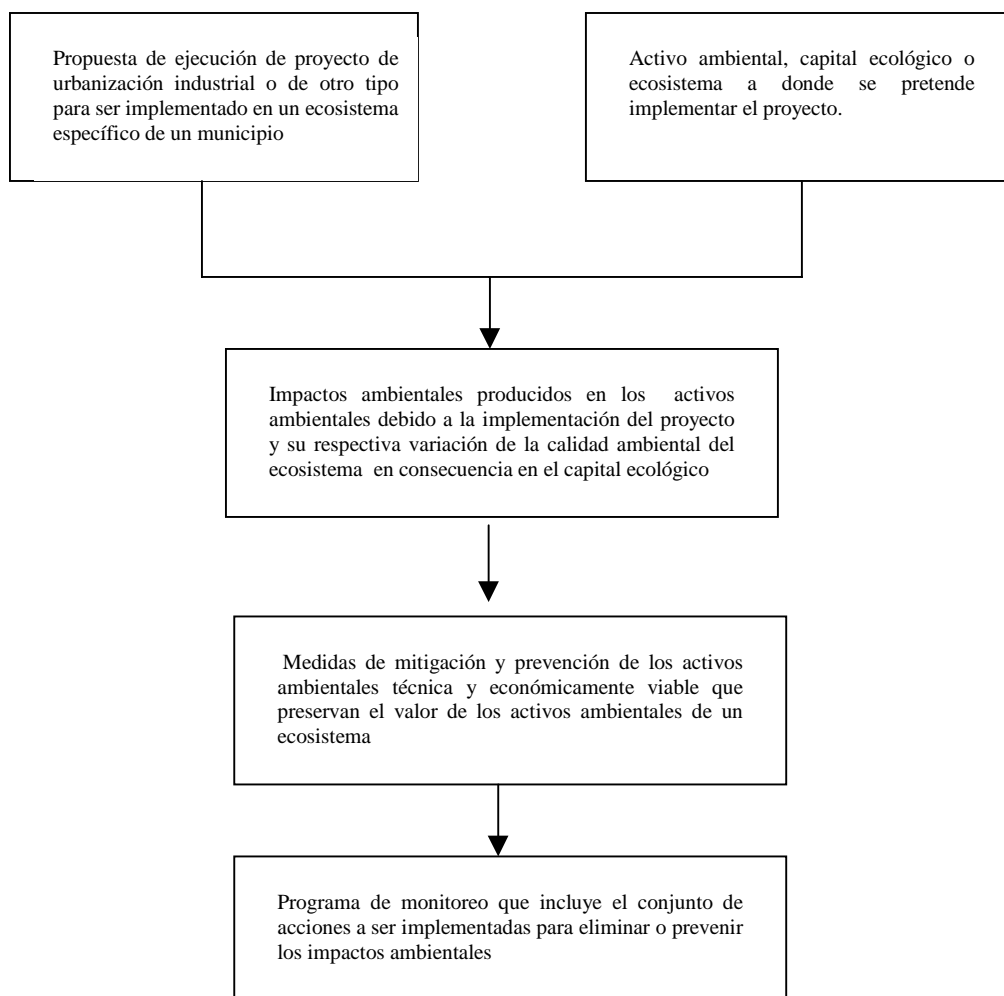 Propuesta de ejecución de proyecto de
urbanización industrial o de otro tipo
para ser implementado en un ecosistema
específico de un municipio
Activo ambiental, capital ecológico o
ecosistema a donde se pretende
implementar el proyecto.
Impactos ambientales producidos en los activos
ambientales debido a la implementación del proyecto
y su respectiva variación de la calidad ambiental del
ecosistema en consecuencia en el capital ecológico
Medidas de mitigación y prevención de los activos
ambientales técnica y económicamente viable que
preservan el valor de los activos ambientales de un
ecosistema
Programa de monitoreo que incluye el conjunto de
acciones a ser implementadas para eliminar o prevenir
los impactos ambientales